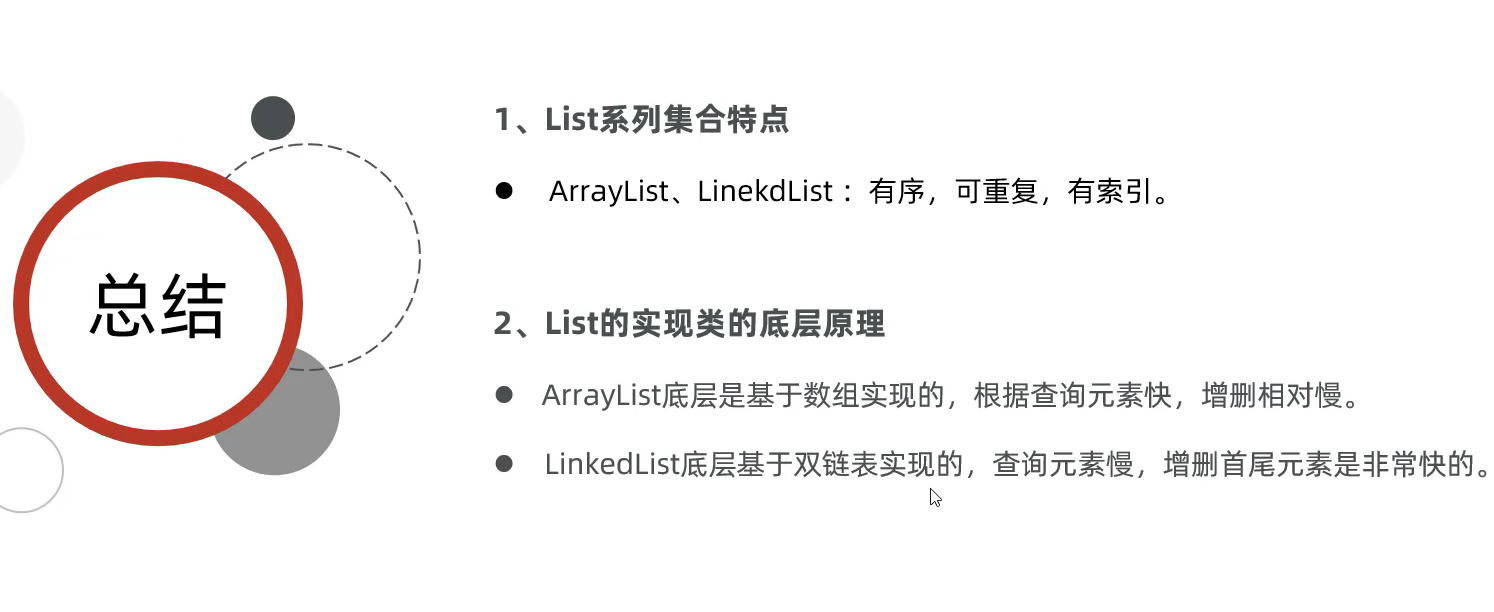 总结
1、List系列集合特点
● ArrayList、LinekdList ：有序，可重复，有索引。
2、List的实现类的底层原理
● ArrayList底层是基于数组实现的，根据查询元素快，增删相对慢。
● LinkedList底层基于双链表实现的，查询元素慢，增删首尾元素是非常快的。